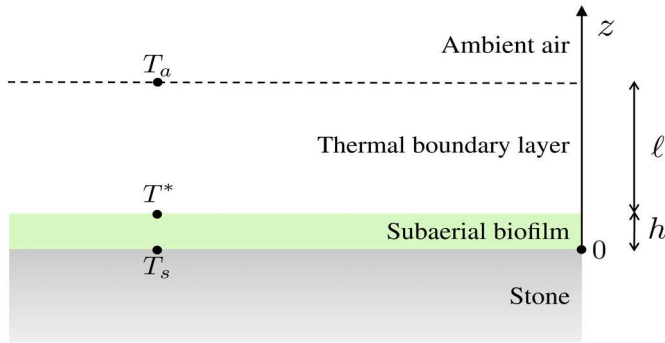 Ambient air
z
T_a
Thermal boundary layer
ℓ
T*
Subaerial biofilm
h
T_s
0
Stone